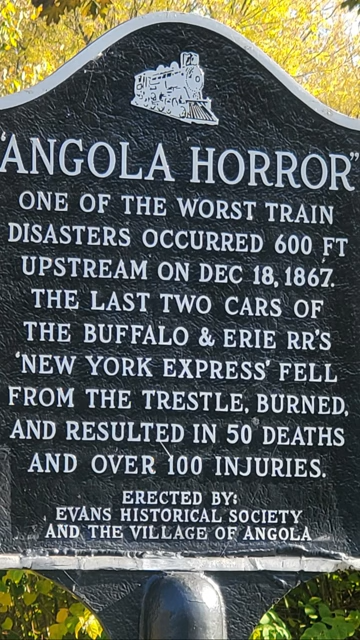 "ANGOLA HORROR"
ONE OF THE WORST TRAIN
DISASTERS OCCURRED 600 FT
UPSTREAM ON DEC 18, 1867.
THE LAST TWO CARS OF
THE BUFFALO & ERIE RR'S
'NEW YORK EXPRESS' FELL
FROM THE TRESTLE, BURNED,
AND RESULTED IN 50 DEATHS
AND OVER 100 INJURIES.
ERECTED BY:
EVANS HISTORICAL SOCIETY
AND THE VILLAGE OF ANGOLA